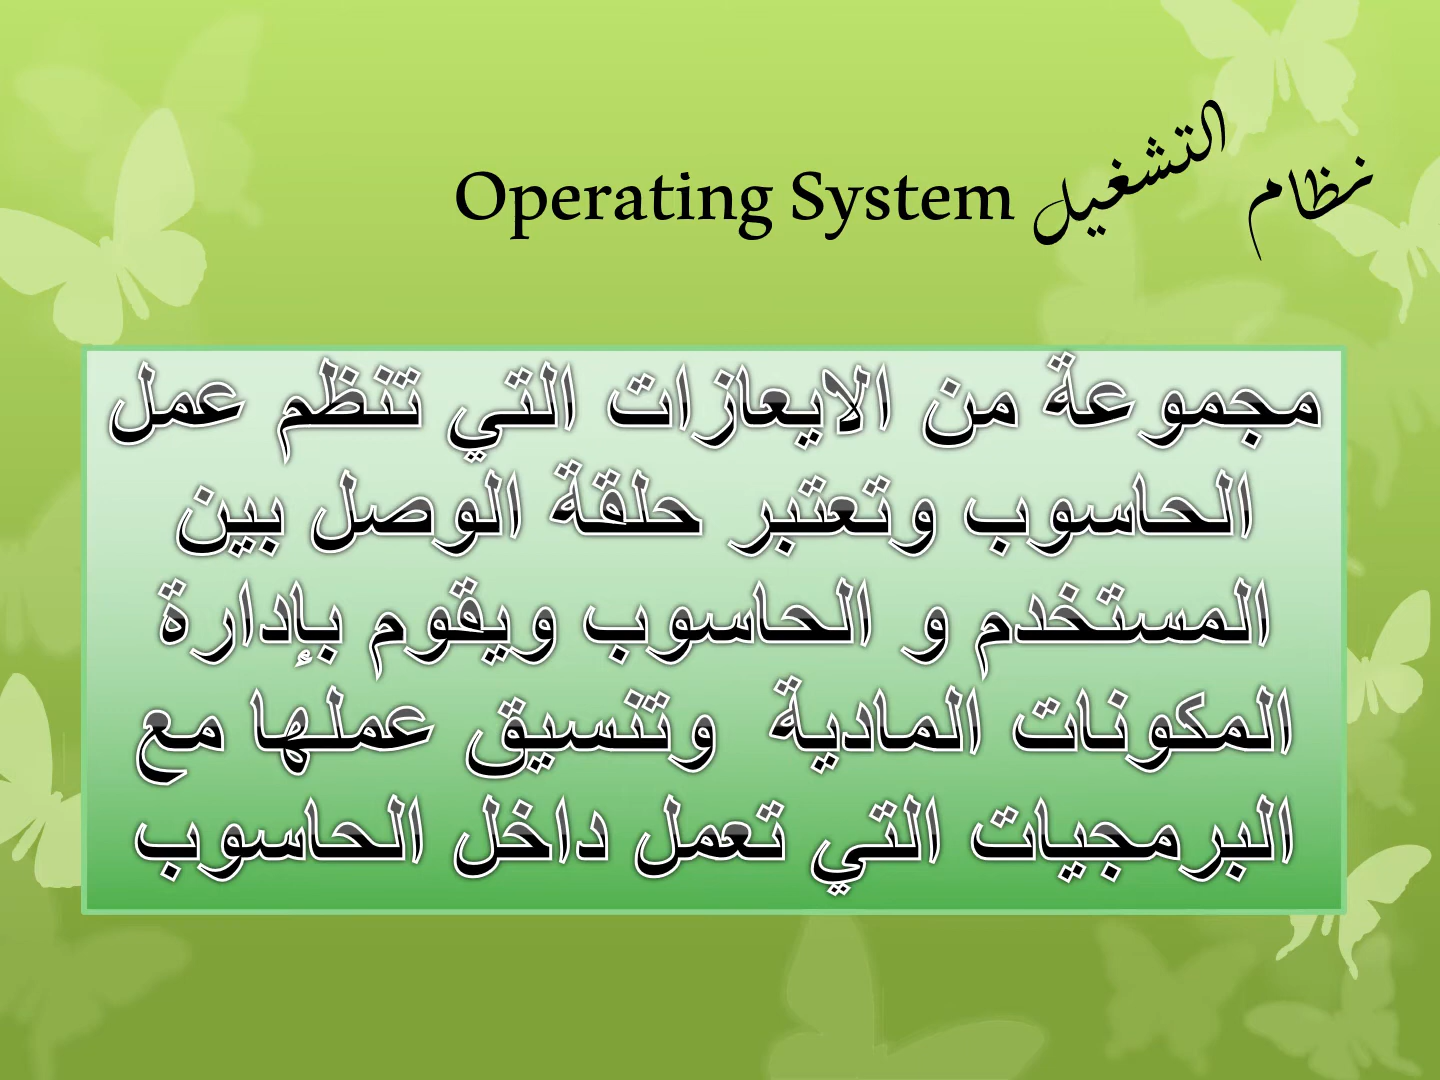 نظام التشغيل Operating System
مجموعة من الايعازات التي تنظم عمل
الحاسوب وتعتبر حلقة الوصل بين
المستخدم و الحاسوب ويقوم بإدارة
المكونات المادية وتنسيق عملها مع
البرمجيات التي تعمل داخل الحاسوب